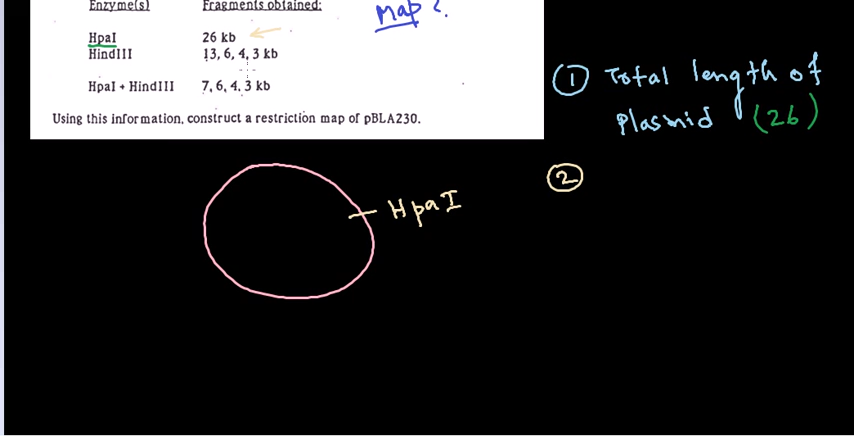 Enzyme(s) Fragments obtained:
Map ?
HpaI 26 kb
HindIII 13, 6, 4, 3 kb
HpaI + HindIII 7, 6, 4, 3 kb
Using this information, construct a restriction map of pBLA230.
① Total length of
Plasmid (26)
②
HpaI